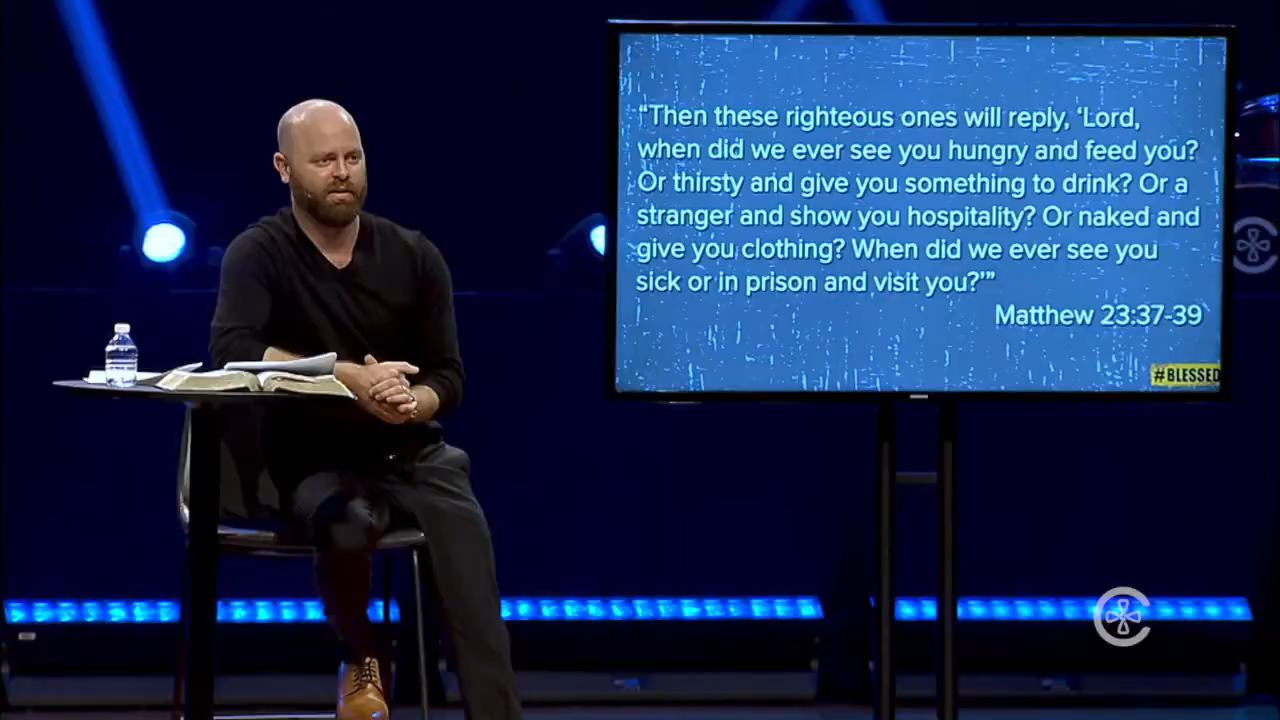 “Then these righteous ones will reply, ‘Lord,
when did we ever see you hungry and feed you?
Or thirsty and give you something to drink? Or a
stranger and show you hospitality? Or naked and
give you clothing? When did we ever see you
sick or in prison and visit you?’”
Matthew 23:37-39
#BLESSED